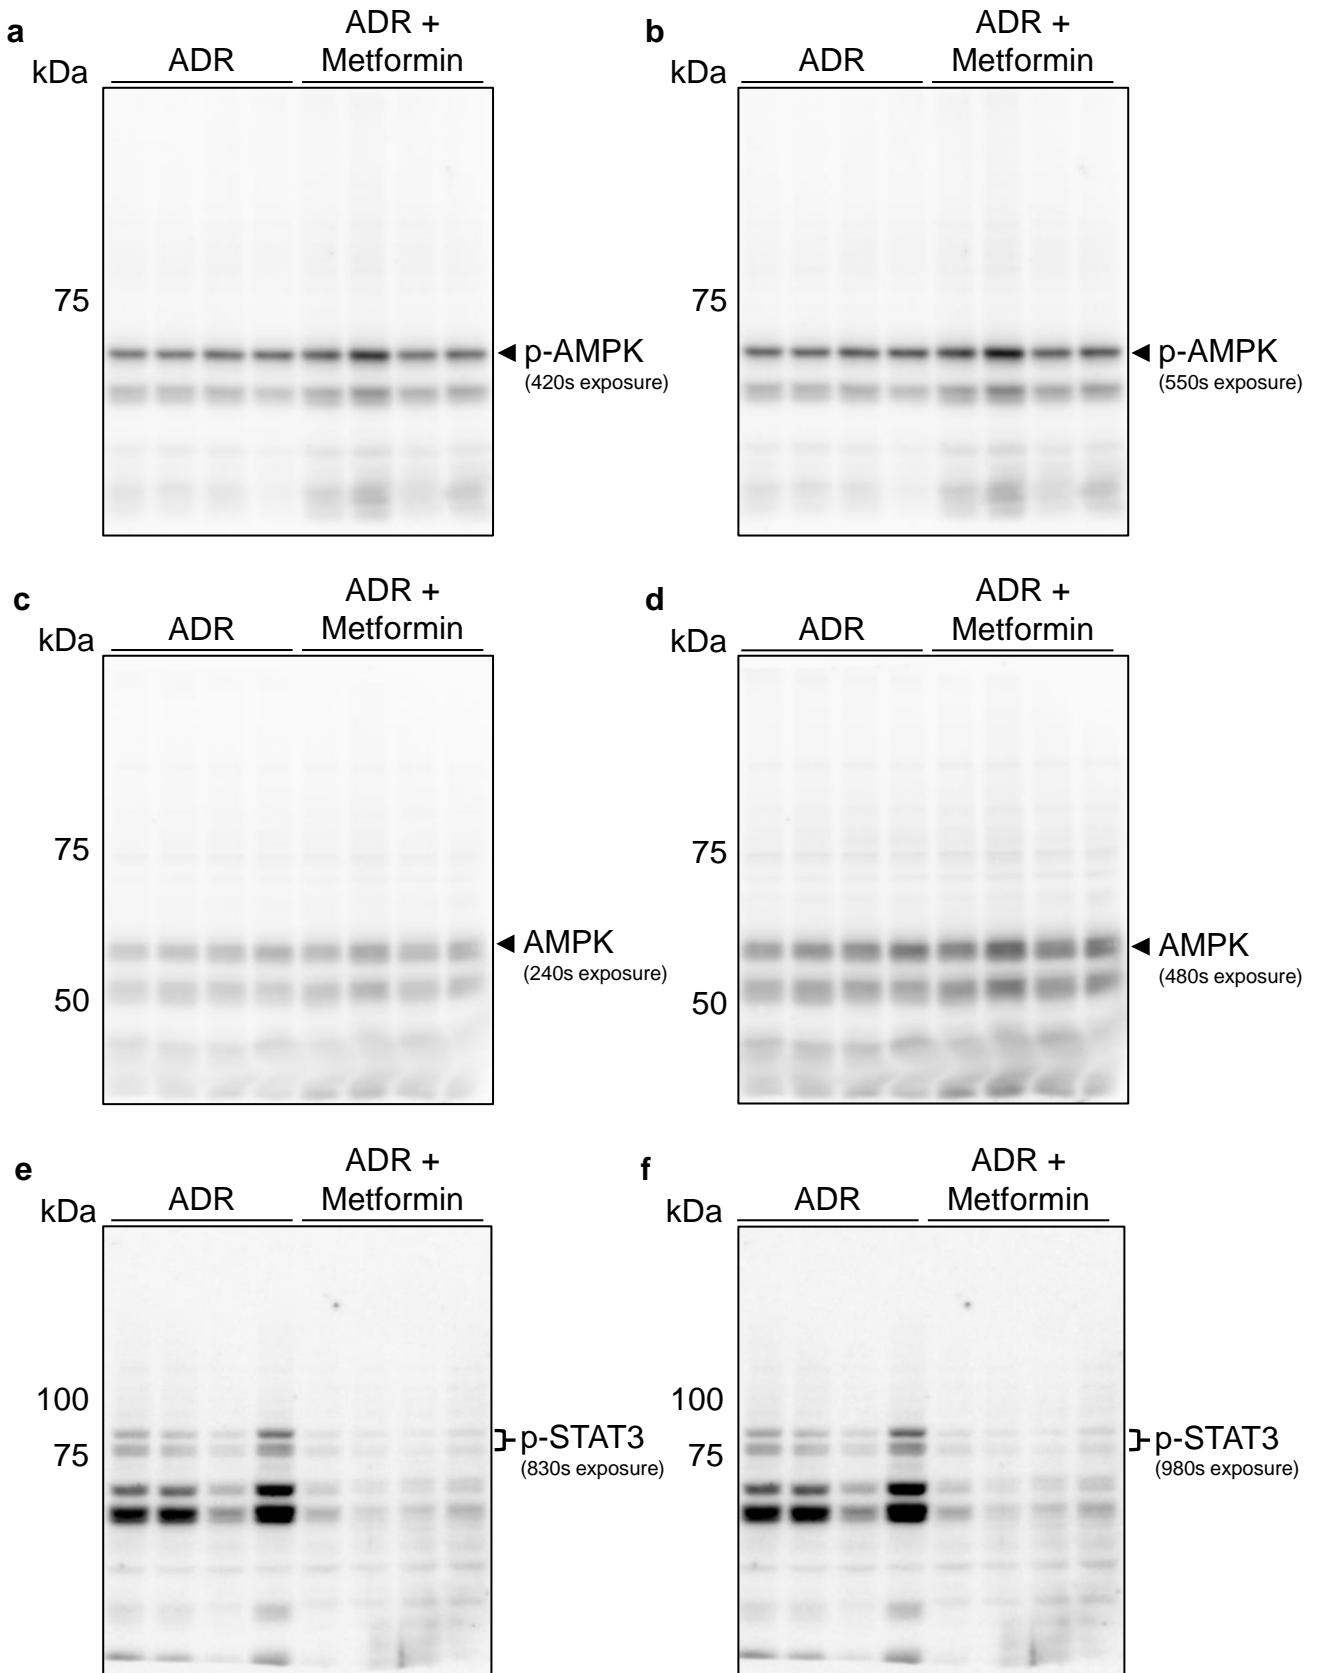 a
ADR +
kDa
ADR
Metformin
75
p-AMPK
(420s exposure)
b
ADR +
kDa
ADR
Metformin
75
p-AMPK
(550s exposure)
c
ADR +
kDa
ADR
Metformin
75
AMPK
(240s exposure)
50
d
ADR +
kDa
ADR
Metformin
75
AMPK
(480s exposure)
50
e
ADR +
kDa
ADR
Metformin
100
p-STAT3
75
(830s exposure)
f
ADR +
kDa
ADR
Metformin
100
p-STAT3
75
(980s exposure)